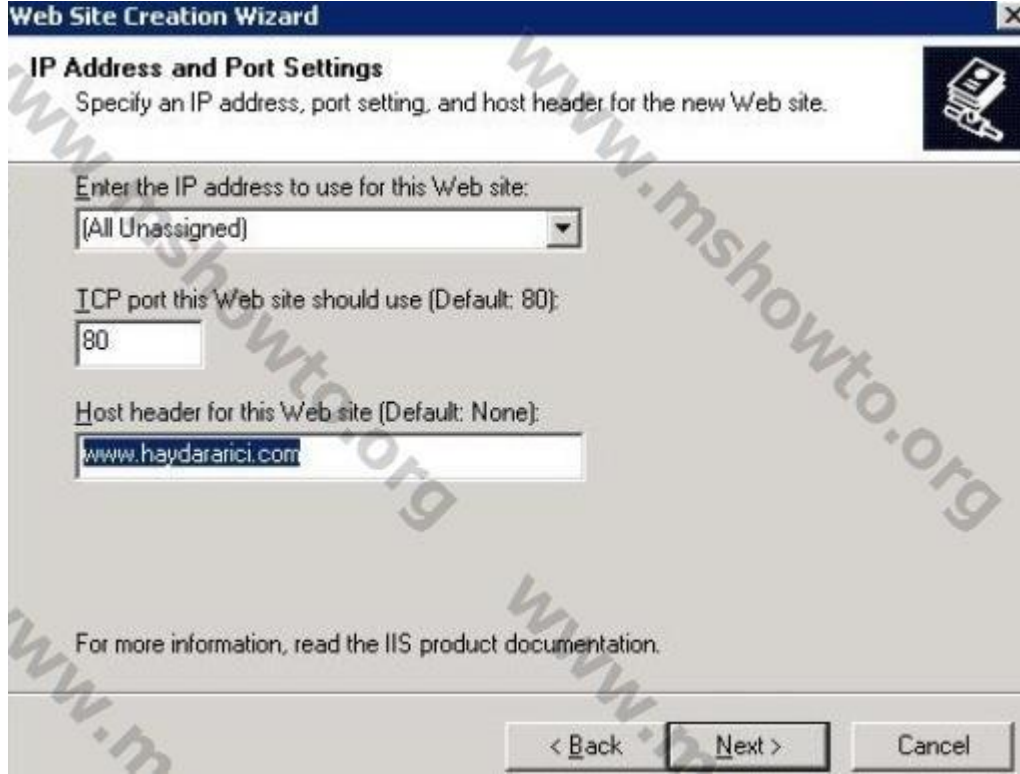 Web Site Creation Wizard
IP Address and Port Settings
Specify an IP address, port setting, and host header for the new Web site.
Enter the IP address to use for this Web site:
(All Unassigned)
TCP port this Web site should use (Default: 80):
80
Host header for this Web site (Default: None):
www.haydararici.com
For more information, read the IIS product documentation.
< Back
Next >
Cancel
www.mshowto.org
www.mshowto.org
www.m
www.m